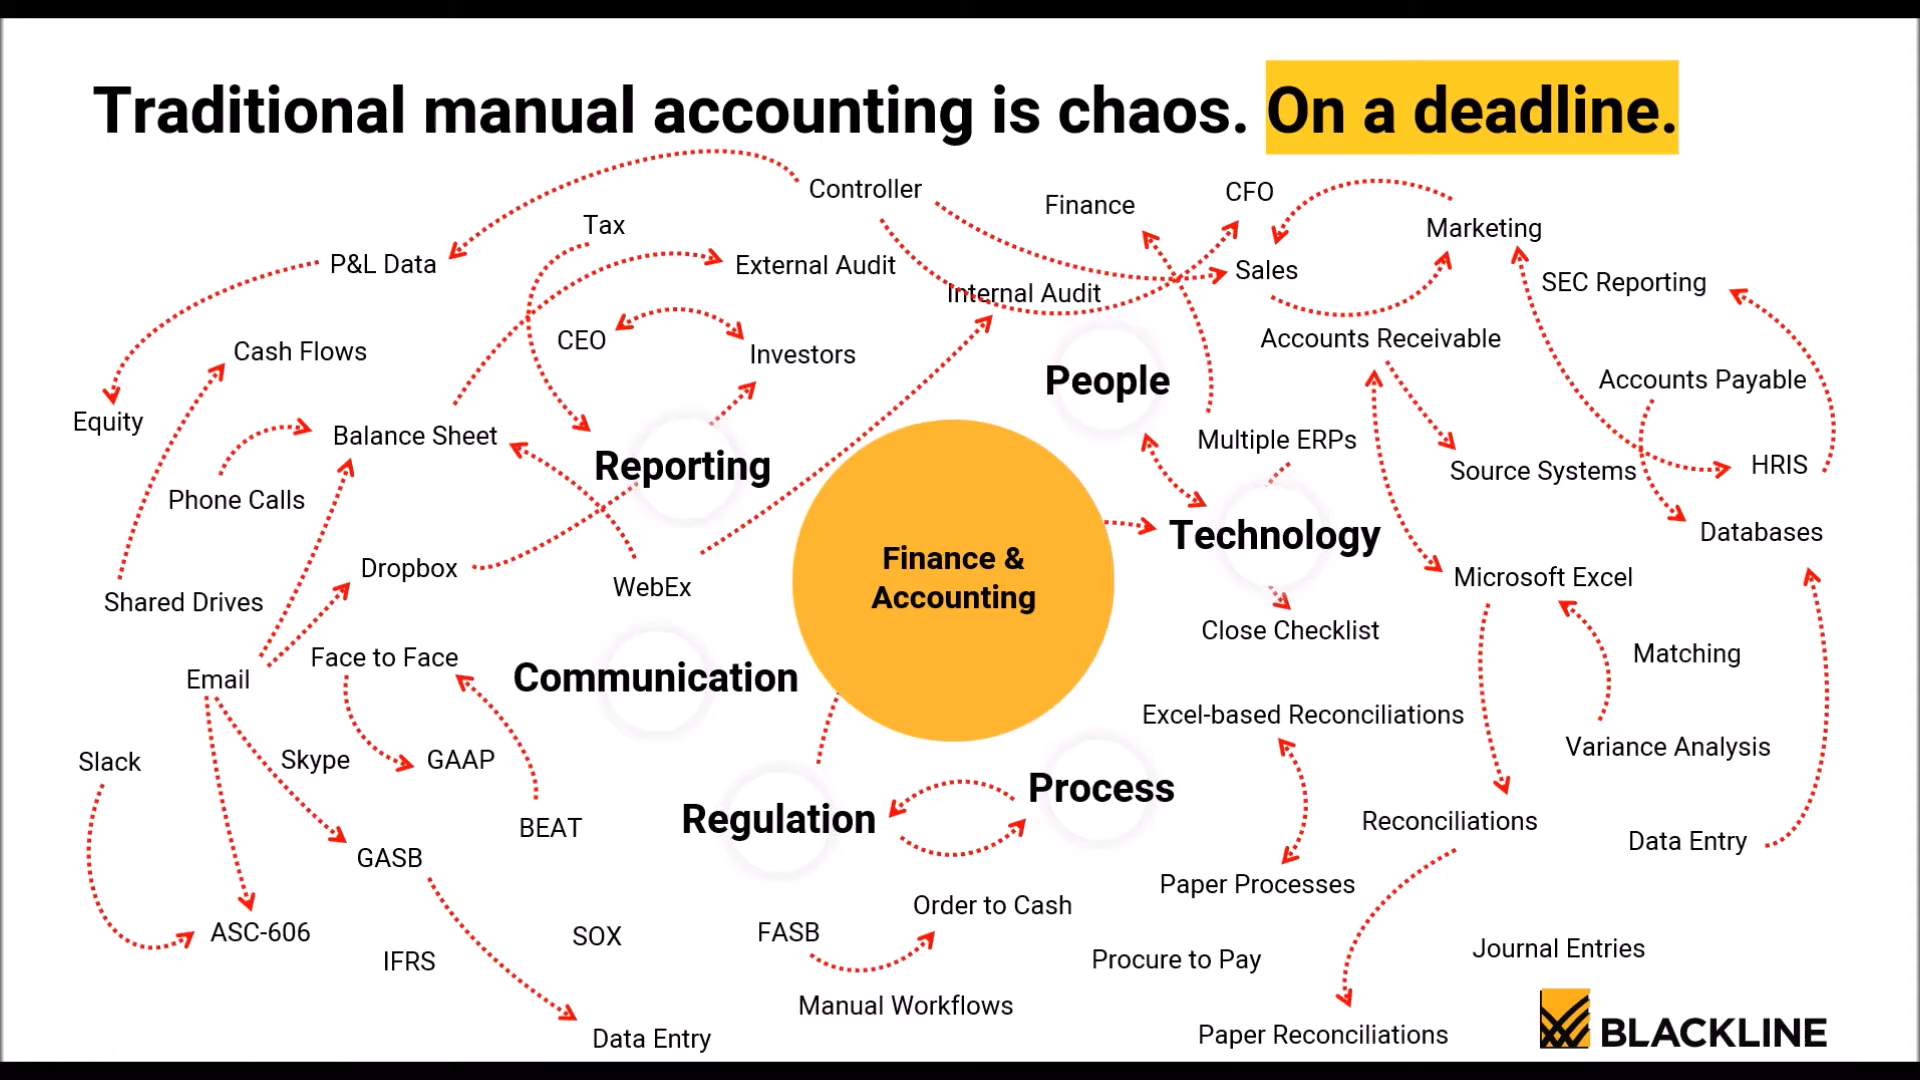 Traditional manual accounting is chaos. On a deadline.
Controller
Finance
CFO
Tax
Marketing
P&L Data
External Audit
Sales
SEC Reporting
Internal Audit
CEO
Investors
Accounts Receivable
Cash Flows
People
Accounts Payable
Equity
Balance Sheet
Multiple ERPs
Reporting
Source Systems
HRIS
Phone Calls
Technology
Databases
Finance &
Accounting
Dropbox
WebEx
Microsoft Excel
Shared Drives
Close Checklist
Face to Face
Matching
Email
Communication
Excel-based Reconciliations
Variance Analysis
Slack
Skype
GAAP
Process
Regulation
BEAT
Reconciliations
Data Entry
GASB
Paper Processes
Order to Cash
ASC-606
SOX
FASB
IFRS
Procure to Pay
Journal Entries
Manual Workflows
Data Entry
Paper Reconciliations
BLACKLINE